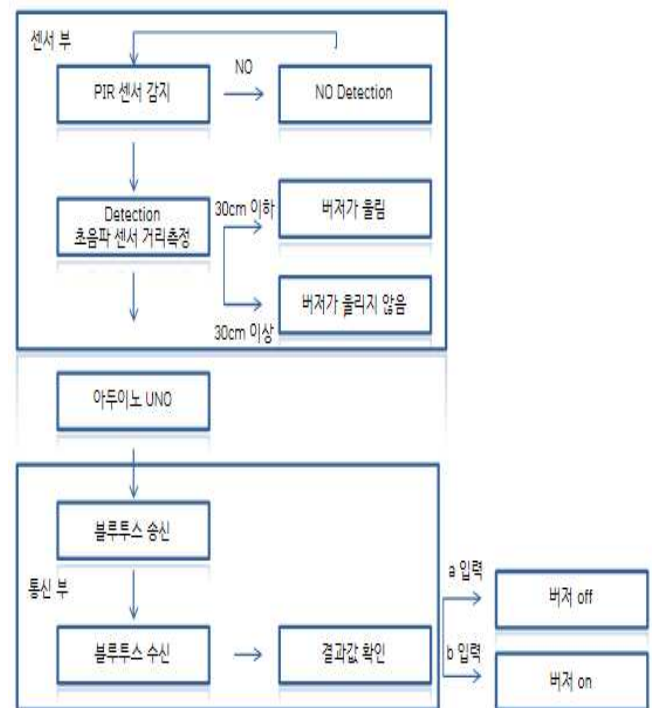 센서 부
NO
PIR 센서 감지
NO Detection
30cm 이하
버저가 울림
Detection
초음파 센서 거리측정
버저가 울리지 않음
30cm 이상
아두이노 UNO
블루투스 송신
a 입력
버저 off
통신 부
블루투스 수신
결과값 확인
b 입력
버저 on